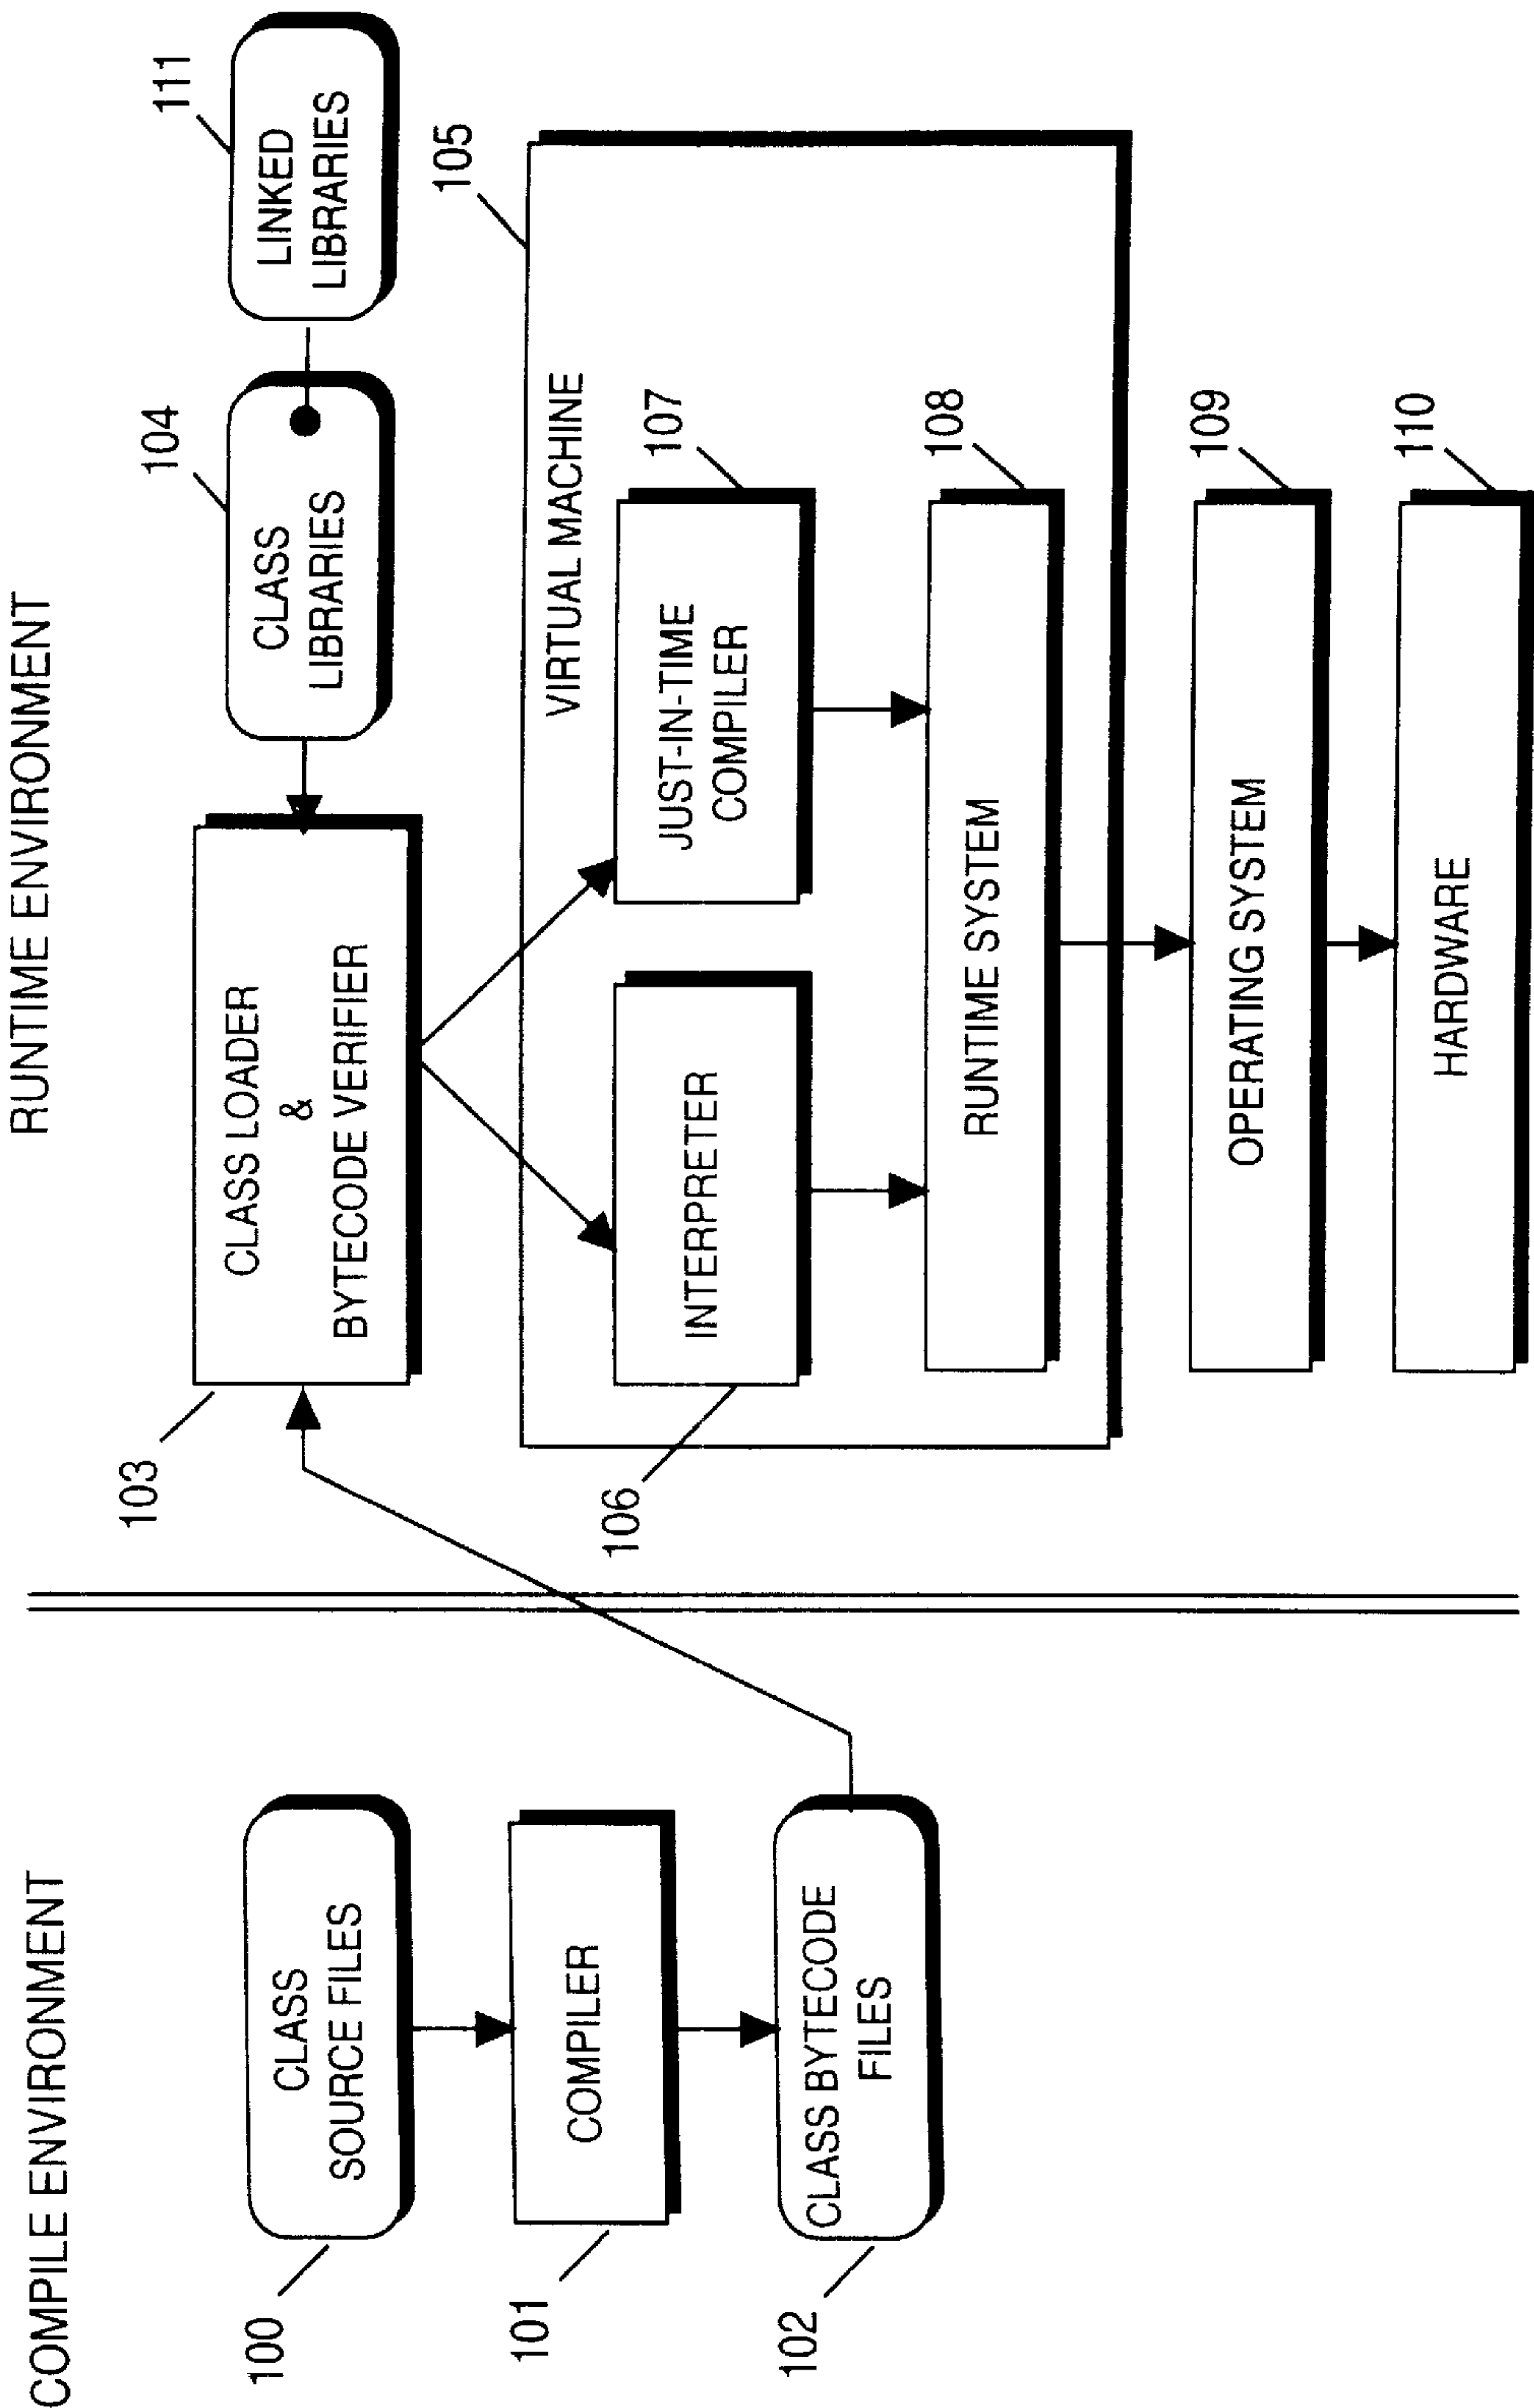 COMPILE ENVIRONMENT
100
CLASS
SOURCE FILES
101
COMPILER
102
CLASS BYTECODE
FILES
RUNTIME ENVIRONMENT
103
CLASS LOADER
&
BYTECODE VERIFIER
104
CLASS
LIBRARIES
111
LINKED
LIBRARIES
105
VIRTUAL MACHINE
106
INTERPRETER
107
JUST-IN-TIME
COMPILER
108
RUNTIME SYSTEM
109
OPERATING SYSTEM
110
HARDWARE